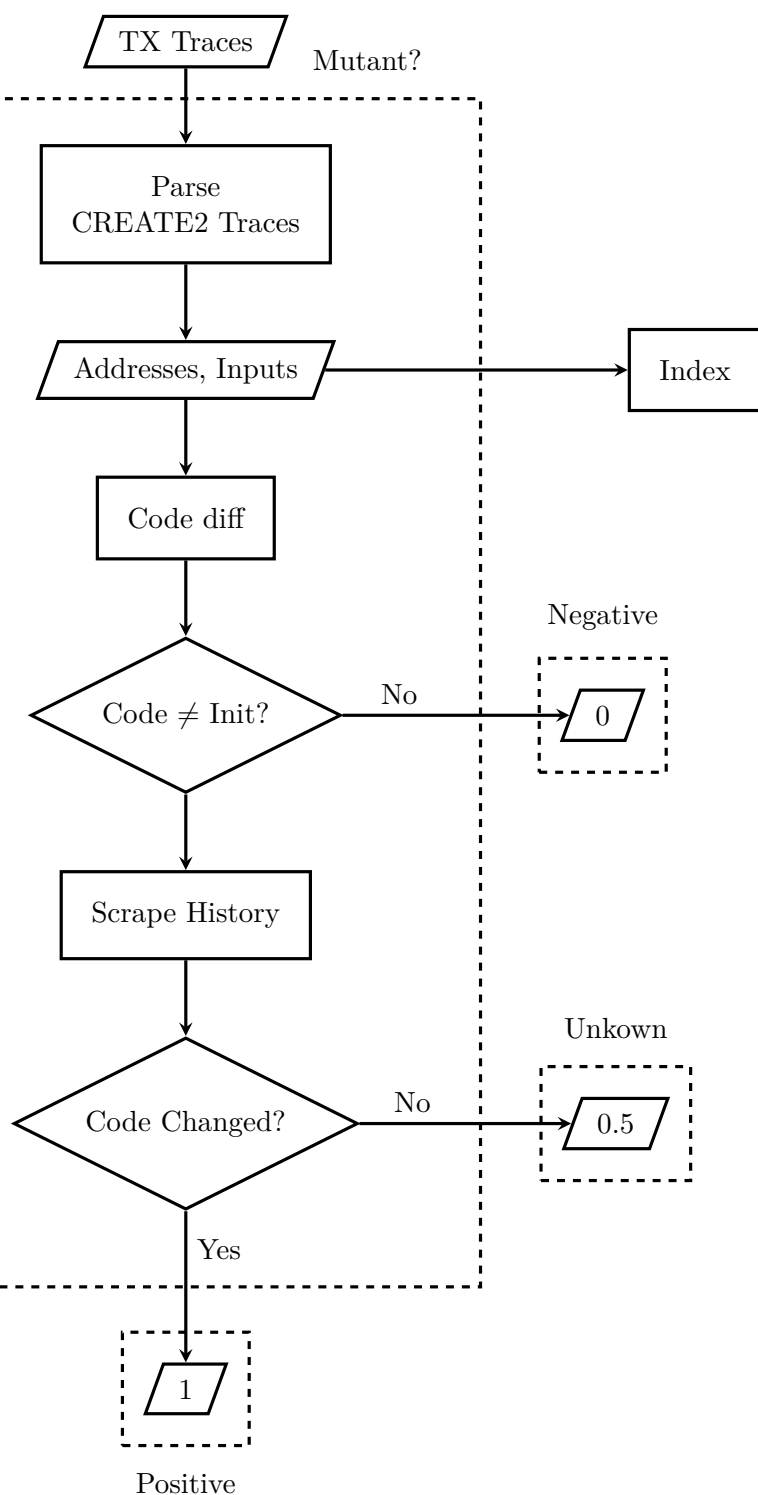 TX Traces
Mutant?
Parse
CREATE2 Traces
Addresses, Inputs
Index
Code diff
Negative
Code ≠ Init?
No
0
Scrape History
Unkown
Code Changed?
No
0.5
Yes
1
Positive